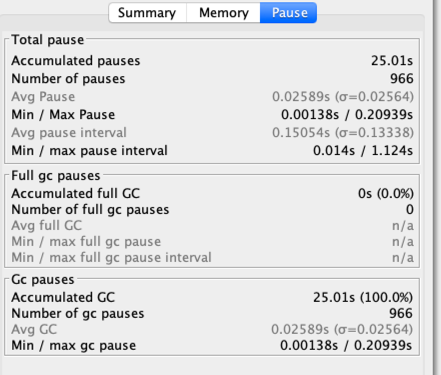 Summary Memory Pause
Total pause
Accumulated pauses 25.01s
Number of pauses 966
Avg Pause 0.02589s (σ=0.02564)
Min / Max Pause 0.00138s / 0.20939s
Avg pause interval 0.15054s (σ=0.13338)
Min / max pause interval 0.014s / 1.124s
Full gc pauses
Accumulated full GC 0s (0.0%)
Number of full gc pauses 0
Avg full GC n/a
Min / max full gc pause n/a
Min / max full gc pause interval n/a
Gc pauses
Accumulated GC 25.01s (100.0%)
Number of gc pauses 966
Avg GC 0.02589s (σ=0.02564)
Min / max gc pause 0.00138s / 0.20939s